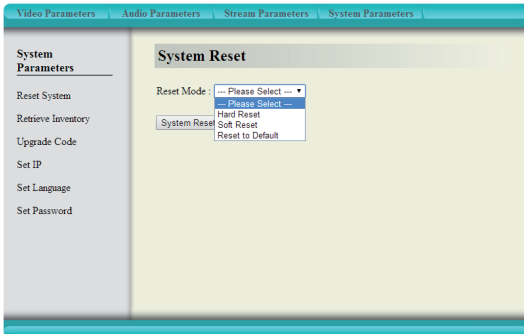 Video Parameters Audio Parameters Stream Parameters System Parameters
System
Parameters
Reset System
Retrieve Inventory
Upgrade Code
Set IP
Set Language
Set Password
System Reset
Reset Mode : --- Please Select ---
--- Please Select ---
Hard Reset
Soft Reset
Reset to Default
System Reset